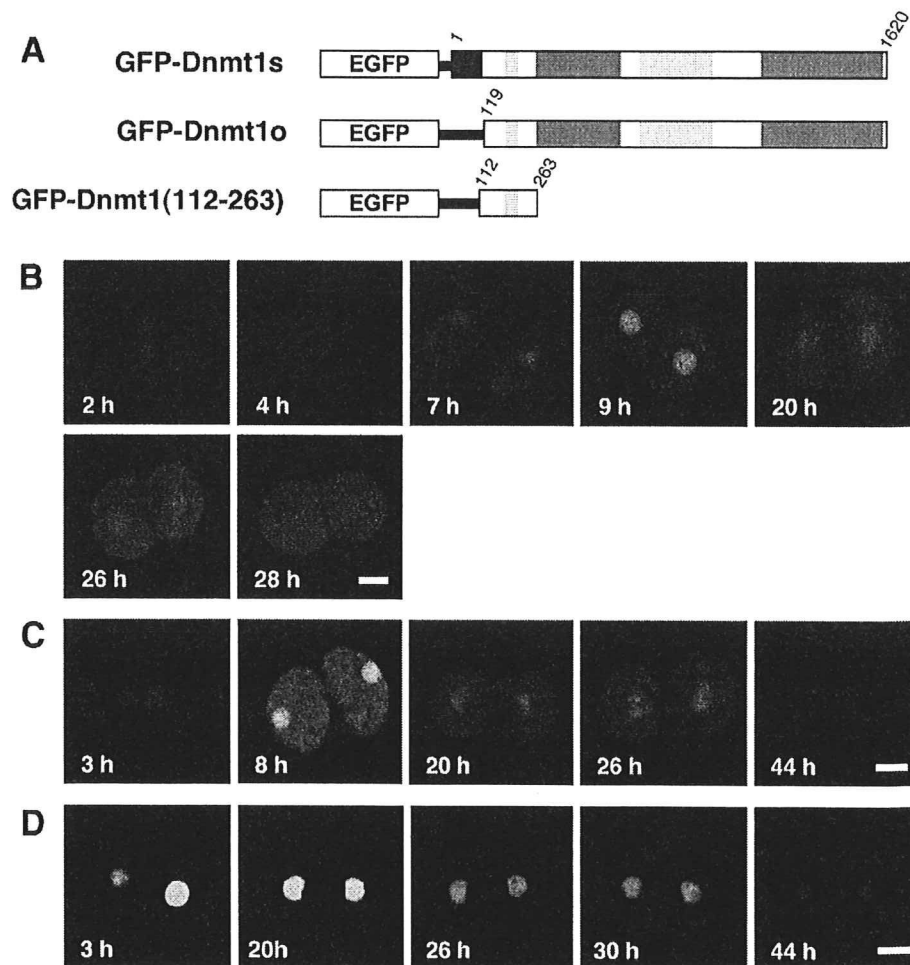 A
GFP-Dnmt1s
EGFP
1
1620
GFP-Dnmt1o
EGFP
119
GFP-Dnmt1(112-263)
EGFP
112
263
B
2 h
4 h
7 h
9 h
20 h
26 h
28 h
C
3 h
8 h
20 h
26 h
44 h
D
3 h
20h
26 h
30 h
44 h